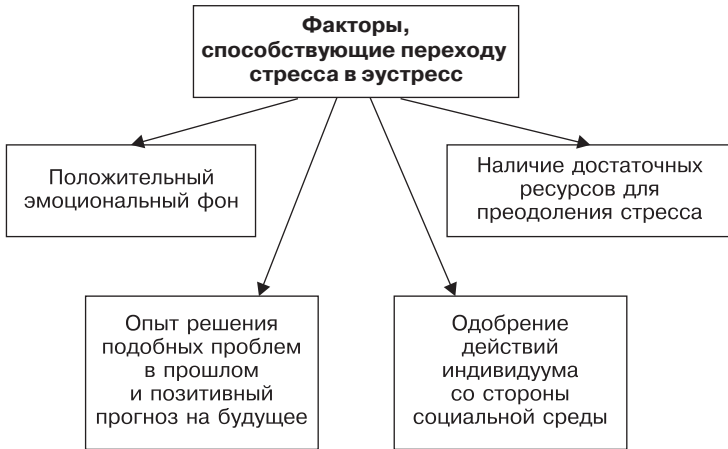 Факторы,
способствующие переходу
стресса в эустресс
Положительный
эмоциональный фон
Наличие достаточных
ресурсов для
преодоления стресса
Опыт решения
подобных проблем
в прошлом
и позитивный
прогноз на будущее
Одобрение
действий
индивидуума
со стороны
социальной среды